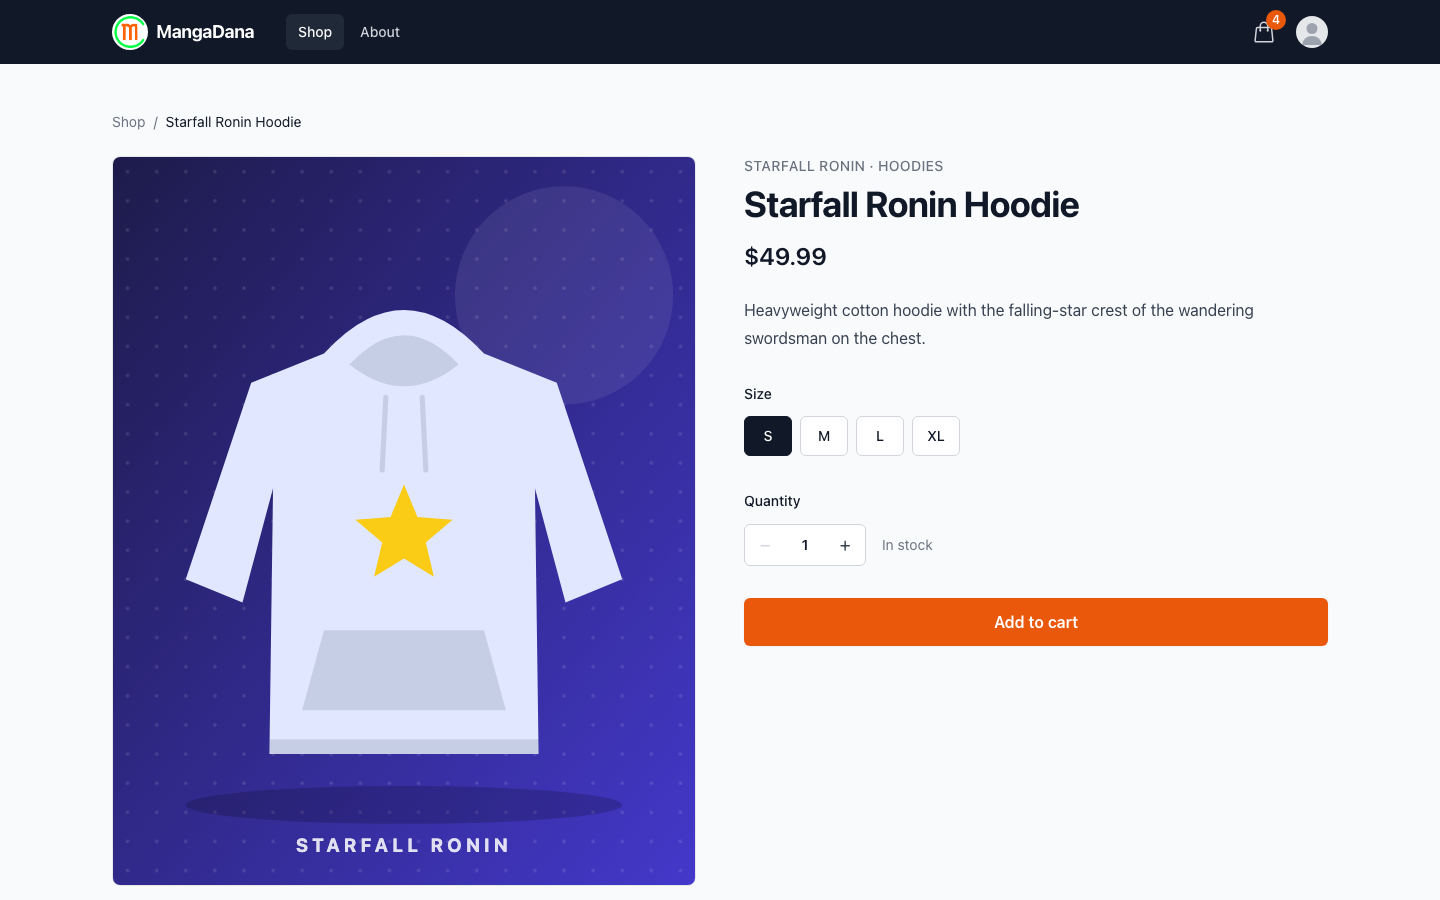 MangaDana
Shop
About
4
Shop / Starfall Ronin Hoodie
STARFALL RONIN
STARFALL RONIN · HOODIES
Starfall Ronin Hoodie
$49.99
Heavyweight cotton hoodie with the falling-star crest of the wandering
swordsman on the chest.
Size
S M L XL
Quantity
− 1 + In stock
Add to cart